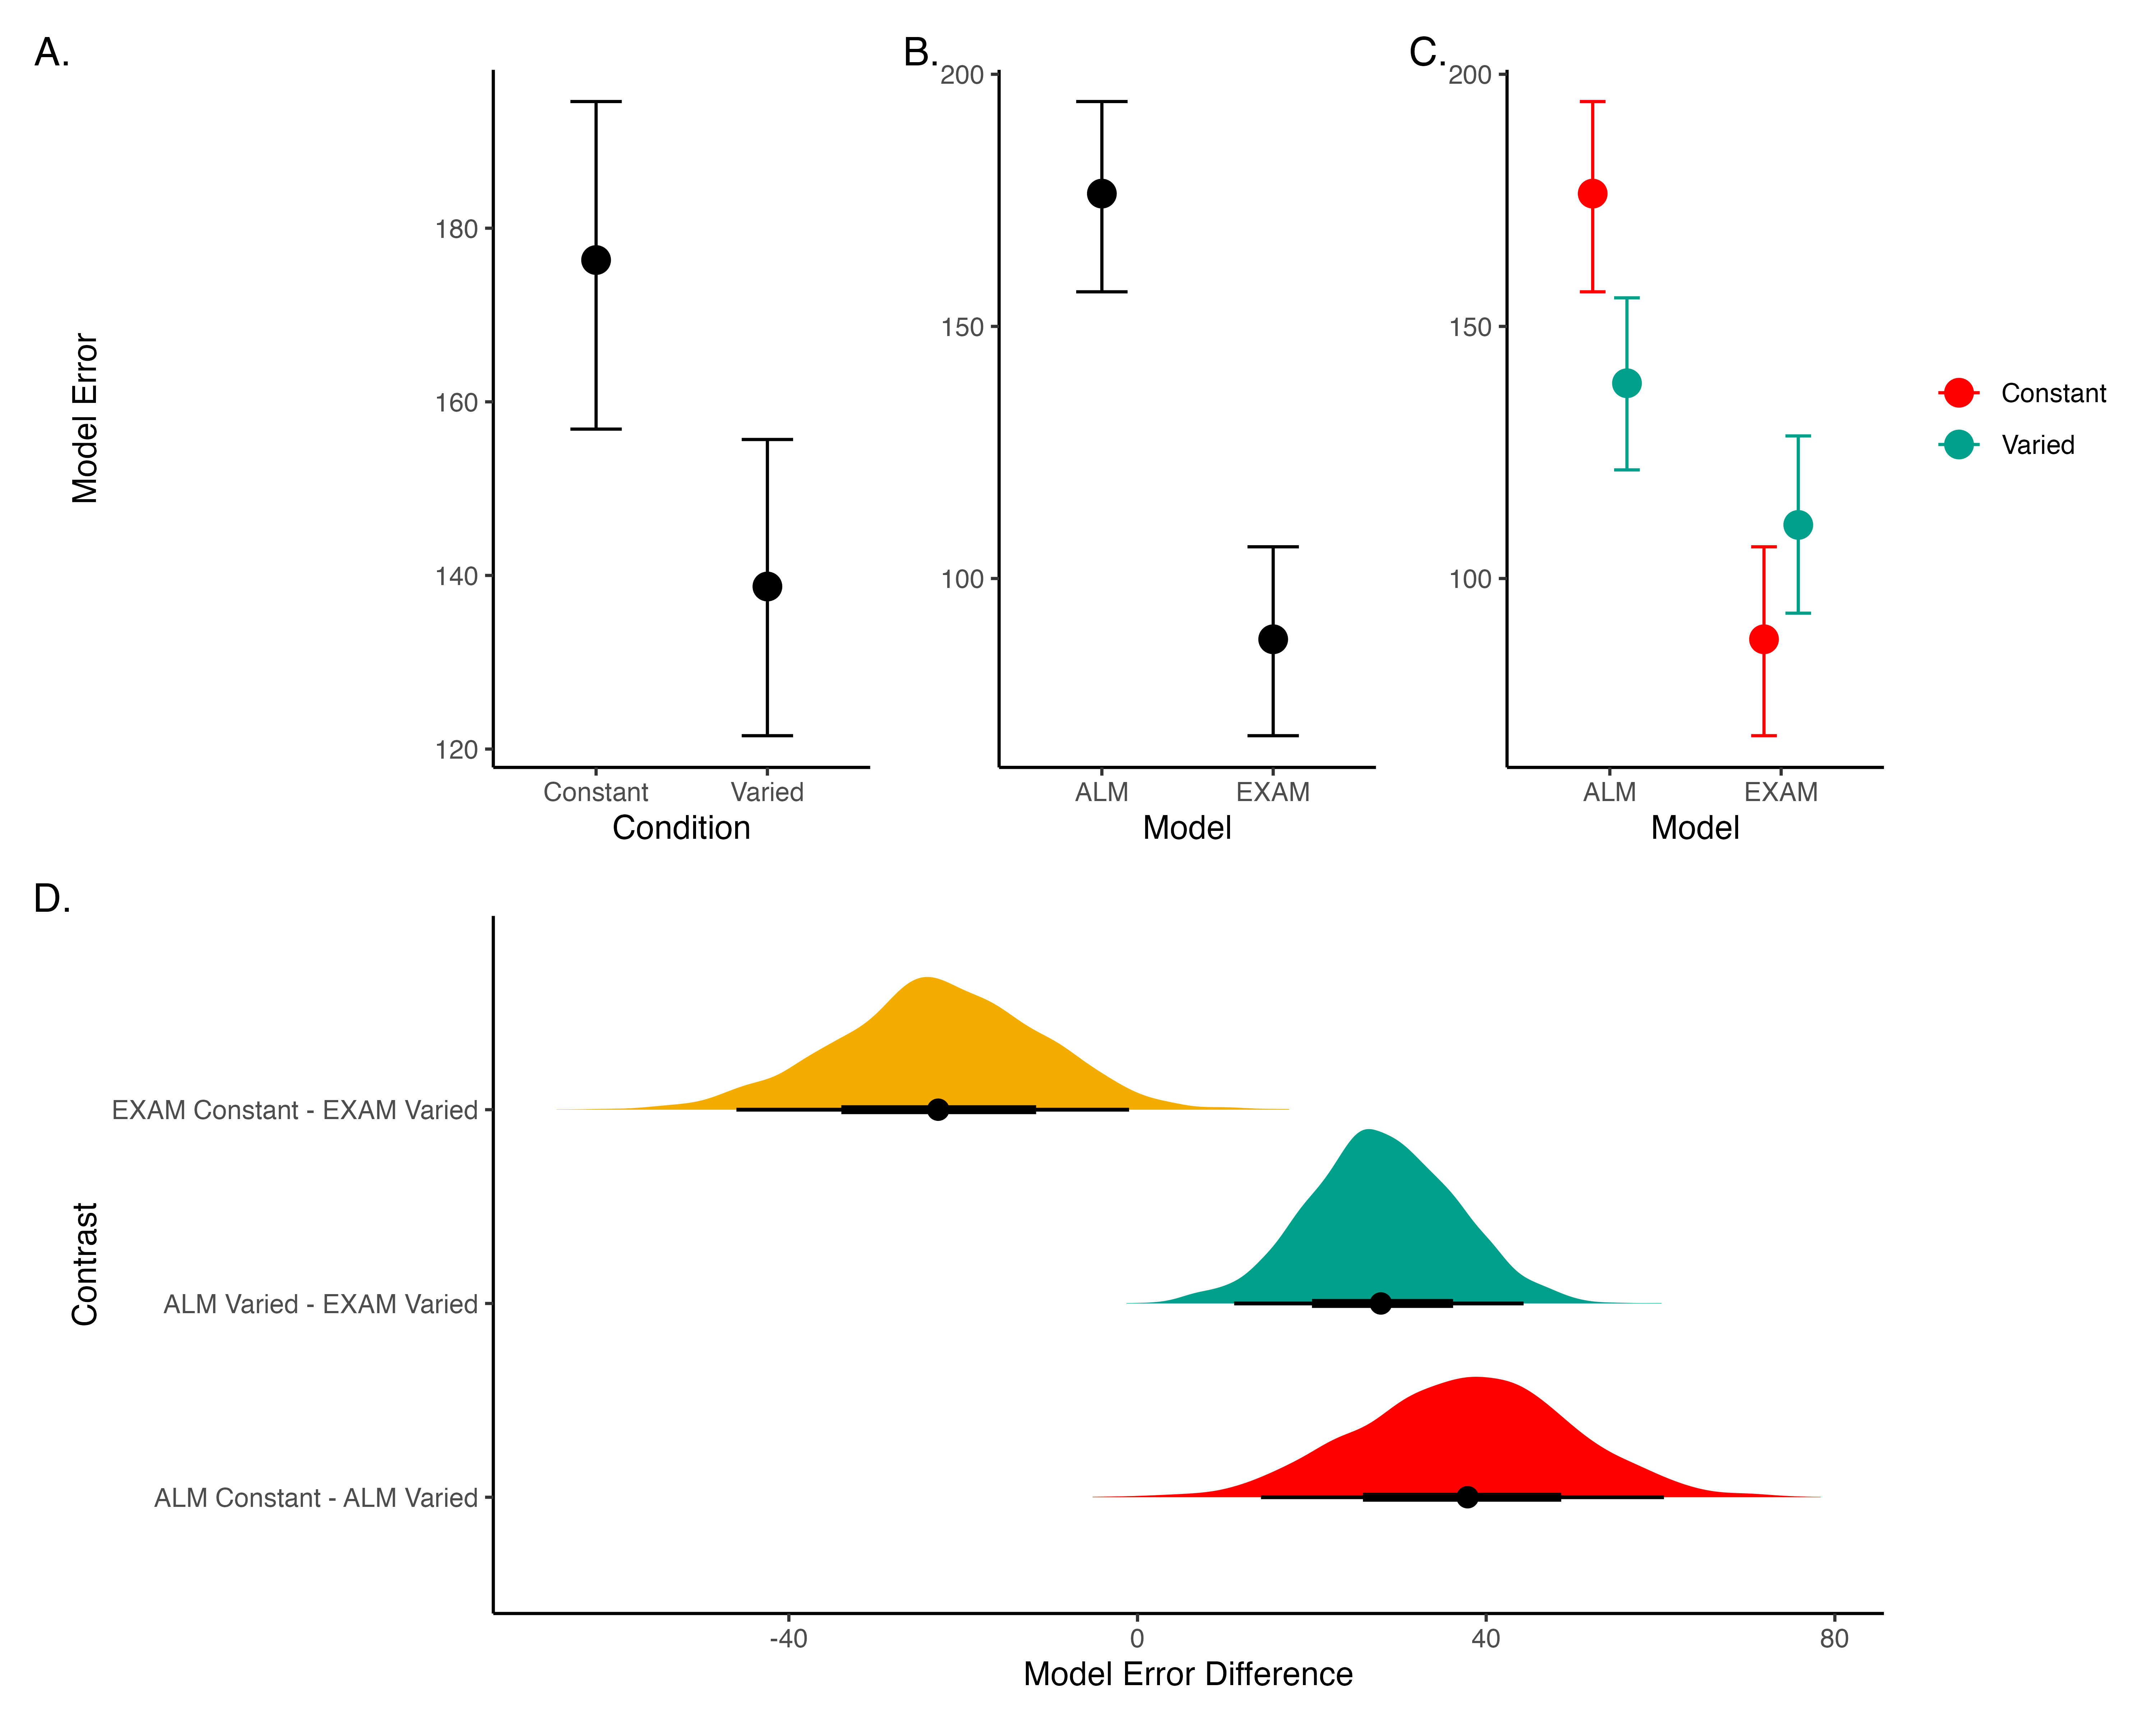 A.
Model Error
180
160
140
120
Constant
Varied
Condition
B.
200
150
100
ALM
EXAM
Model
C.
200
150
100
ALM
EXAM
Model
Constant
Varied
D.
Contrast
EXAM Constant - EXAM Varied
ALM Varied - EXAM Varied
ALM Constant - ALM Varied
-40
0
40
80
Model Error Difference